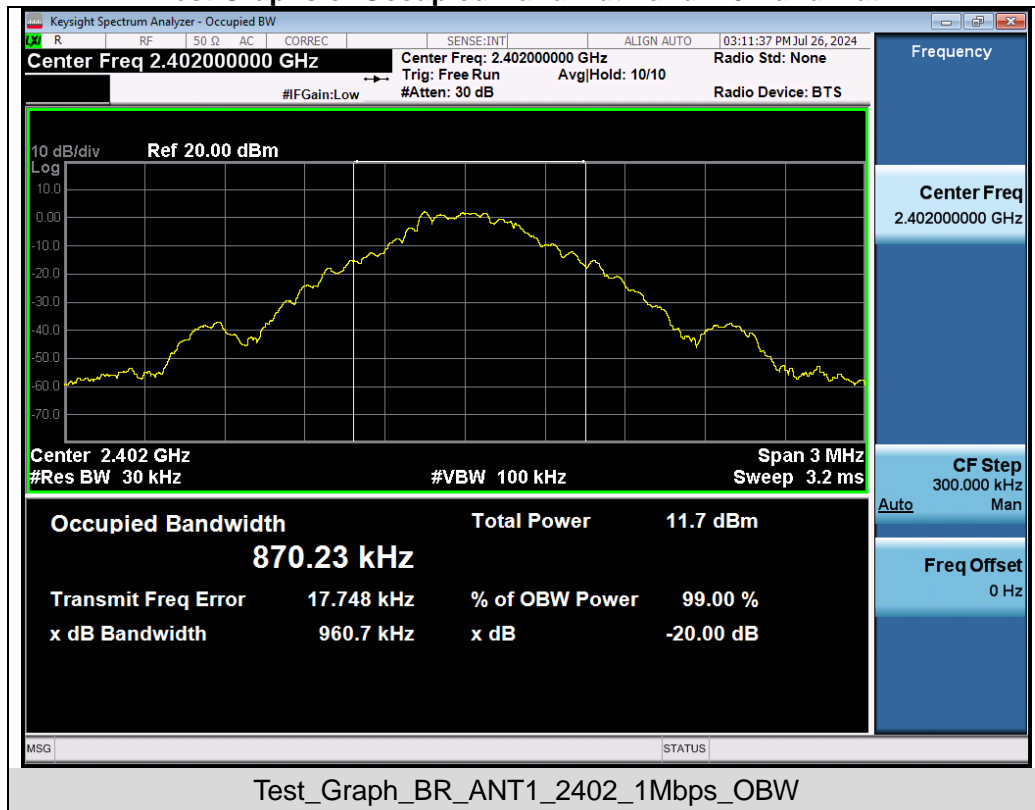 Keysight Spectrum Analyzer - Occupied BW
LXI R RF 50 Ω AC CORREC SENSE:INT ALIGN AUTO 03:11:37 PM Jul 26, 2024
Center Freq 2.402000000 GHz
Center Freq: 2.402000000 GHz Radio Std: None
Trig: Free Run Avg|Hold: 10/10
#IFGain:Low #Atten: 30 dB Radio Device: BTS
10 dB/div Ref 20.00 dBm
Log
10.0
0.00
-10.0
-20.0
-30.0
-40.0
-50.0
-60.0
-70.0
Center 2.402 GHz Span 3 MHz
#Res BW 30 kHz #VBW 100 kHz Sweep 3.2 ms
Occupied Bandwidth Total Power 11.7 dBm
870.23 kHz
Transmit Freq Error 17.748 kHz % of OBW Power 99.00 %
x dB Bandwidth 960.7 kHz x dB -20.00 dB
MSG STATUS
Frequency
Center Freq
2.402000000 GHz
CF Step
300.000 kHz
Auto Man
Freq Offset
0 Hz
Test_Graph_BR_ANT1_2402_1Mbps_OBW